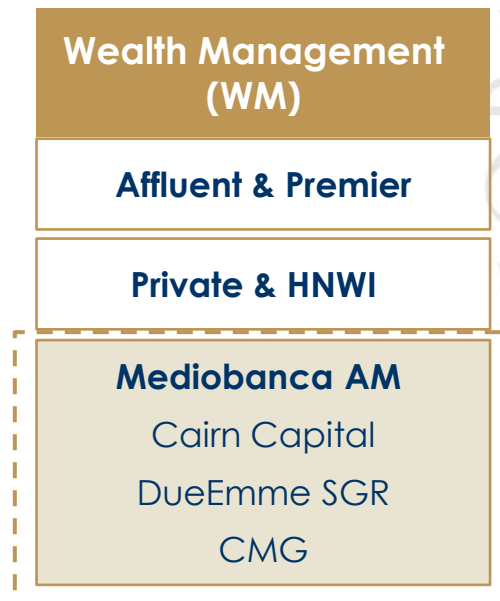 Wealth Management
(WM)
Affluent & Premier
Private & HNWI
Mediobanca AM
Cairn Capital
DueEmme SGR
CMG